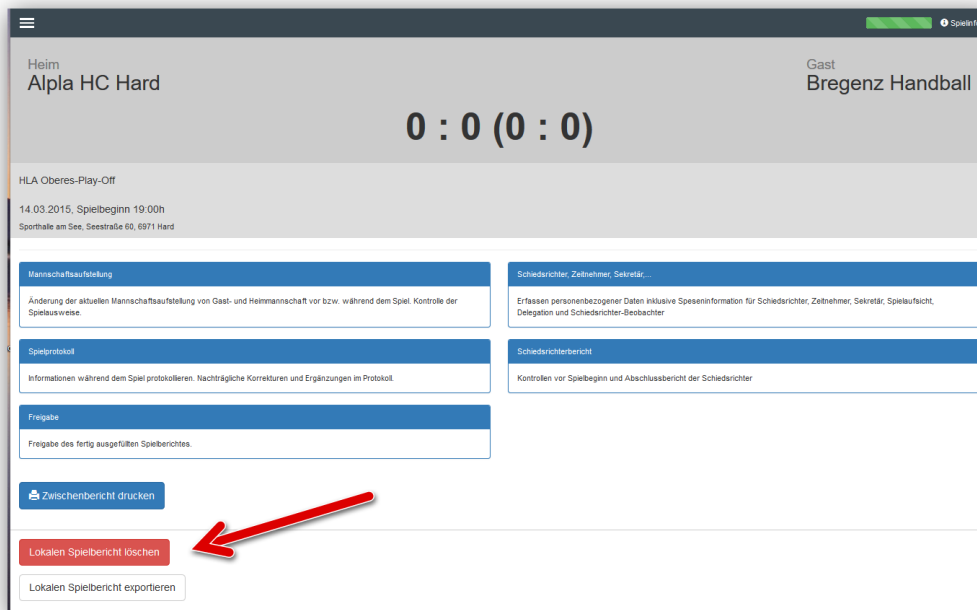 Spielinf
Heim
Alpla HC Hard
Gast
Bregenz Handball
0 : 0 (0 : 0)
HLA Oberes-Play-Off
14.03.2015, Spielbeginn 19:00h
Sporthalle am See, Seestraße 60, 6971 Hard
Mannschaftsaufstellung
Änderung der aktuellen Mannschaftsaufstellung von Gast- und Heimmannschaft vor bzw. während dem Spiel. Kontrolle der
Spielausweise.
Schiedsrichter, Zeitnehmer, Sekretär,...
Erfassen personenbezogener Daten inklusive Speseninformation für Schiedsrichter, Zeitnehmer, Sekretär, Spielaufsicht,
Delegation und Schiedsrichter-Beobachter
Spielprotokoll
Informationen während dem Spiel protokollieren. Nachträgliche Korrekturen und Ergänzungen im Protokoll.
Schiedsrichterbericht
Kontrollen vor Spielbeginn und Abschlussbericht der Schiedsrichter
Freigabe
Freigabe des fertig ausgefüllten Spielberichtes.
Zwischenbericht drucken
Lokalen Spielbericht löschen
Lokalen Spielbericht exportieren